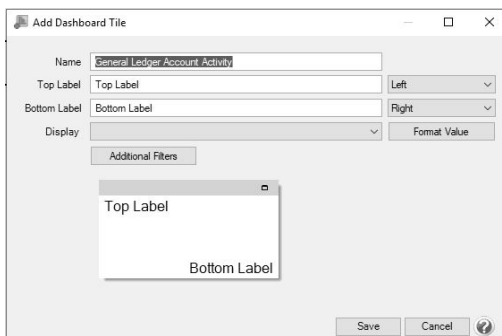 Add Dashboard Tile
Name General Ledger Account Activity
Top Label Top Label Left
Bottom Label Bottom Label Right
Display Format Value
Additional Filters
Top Label
Bottom Label
Save Cancel ?